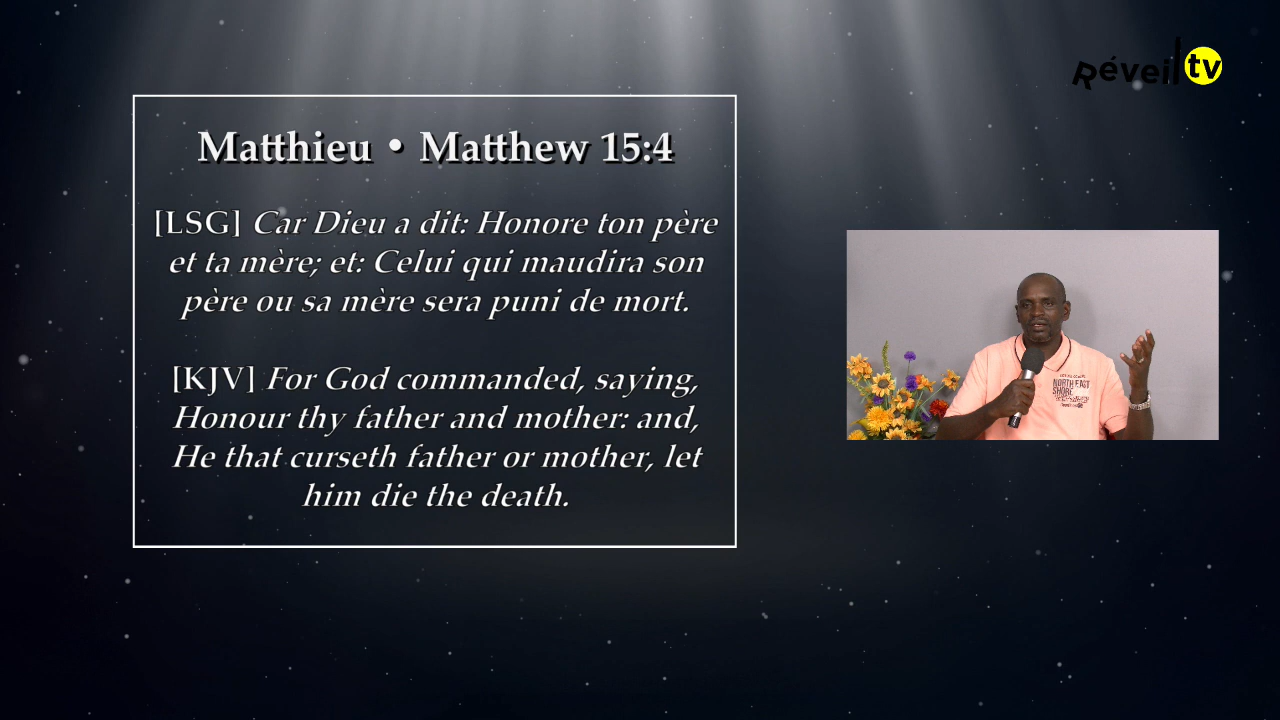 Réveil tv
Matthieu • Matthew 15:4
[LSG] Car Dieu a dit: Honore ton père
et ta mère; et: Celui qui maudira son
père ou sa mère sera puni de mort.
[KJV] For God commanded, saying,
Honour thy father and mother: and,
He that curseth father or mother, let
him die the death.
NORTH EAST
SHORE